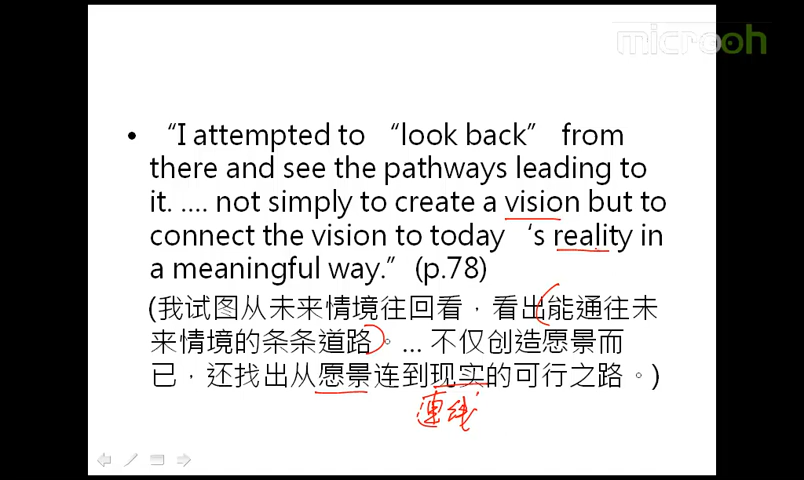 microoh
• “I attempted to “look back” from
there and see the pathways leading to
it. .... not simply to create a vision but to
connect the vision to today ‘s reality in
a meaningful way.” (p.78)
(我试图从未来情境往回看，看出能通往未
来情境的条条道路。... 不仅创造愿景而
已，还找出从愿景连到现实的可行之路。)
連线